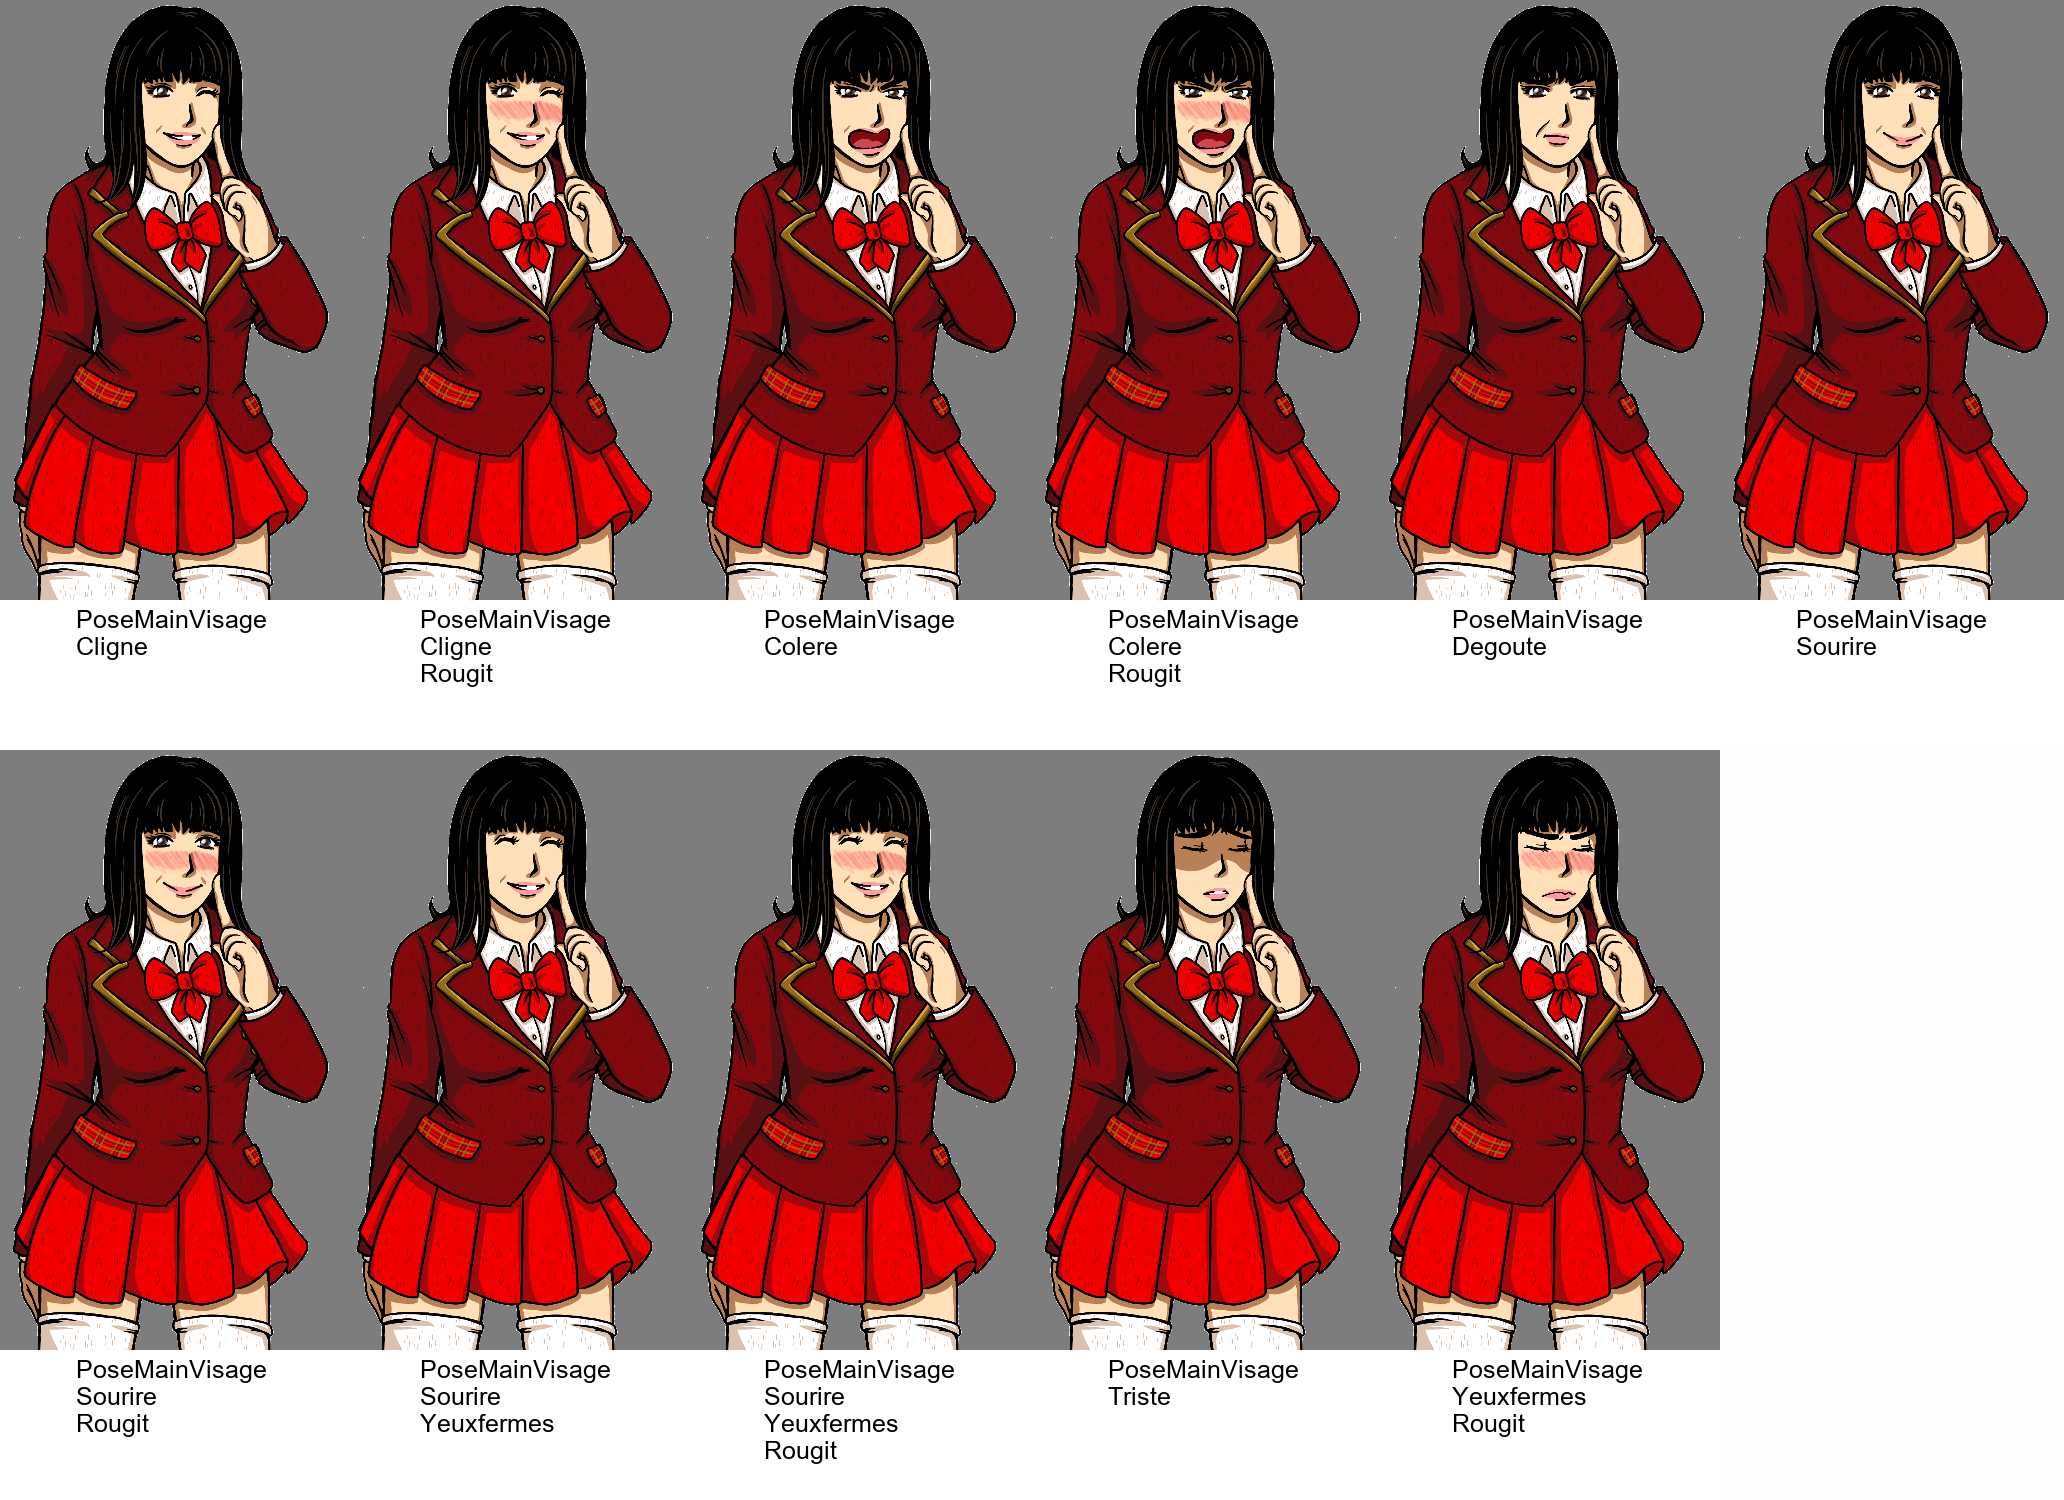 PoseMainVisage
Cligne
PoseMainVisage
Cligne
Rougit
PoseMainVisage
Colere
PoseMainVisage
Colere
Rougit
PoseMainVisage
Degoute
PoseMainVisage
Sourire
PoseMainVisage
Sourire
Rougit
PoseMainVisage
Sourire
Yeuxfermes
PoseMainVisage
Sourire
Yeuxfermes
Rougit
PoseMainVisage
Triste
PoseMainVisage
Yeuxfermes
Rougit